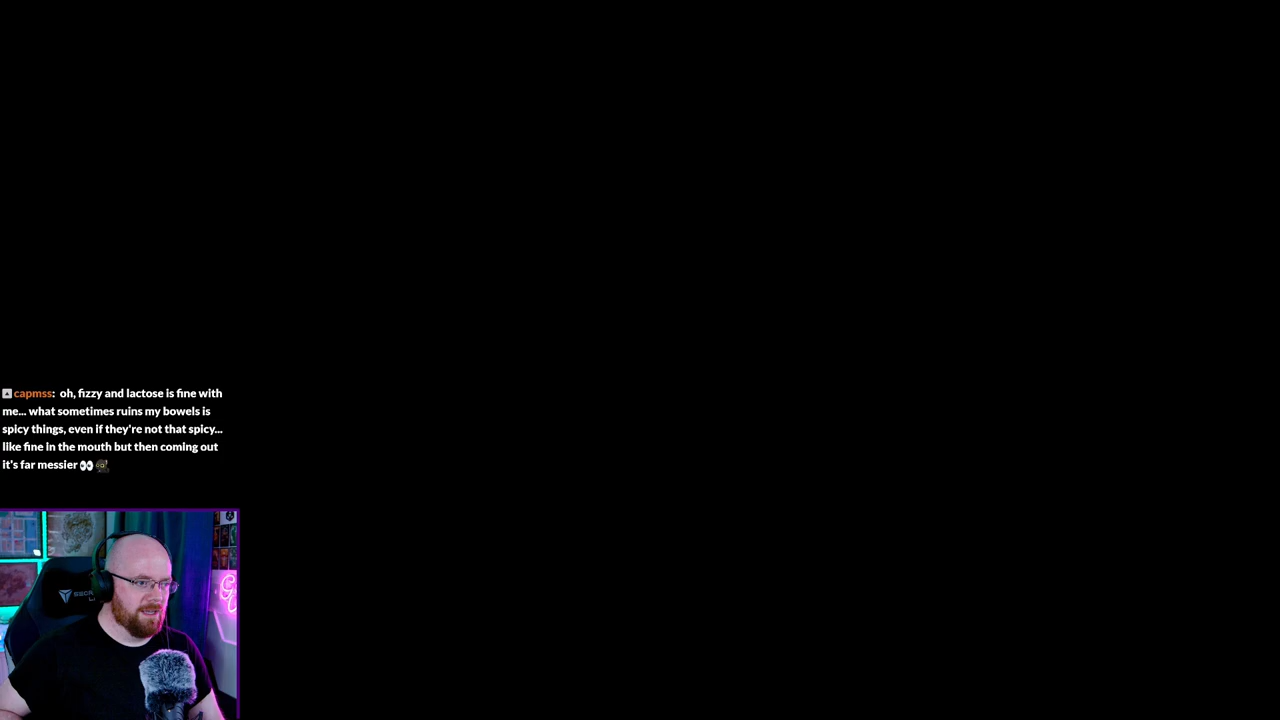 capmss: oh, fizzy and lactose is fine with
me... what sometimes ruins my bowels is
spicy things, even if they're not that spicy...
like fine in the mouth but then coming out
it's far messier 👀